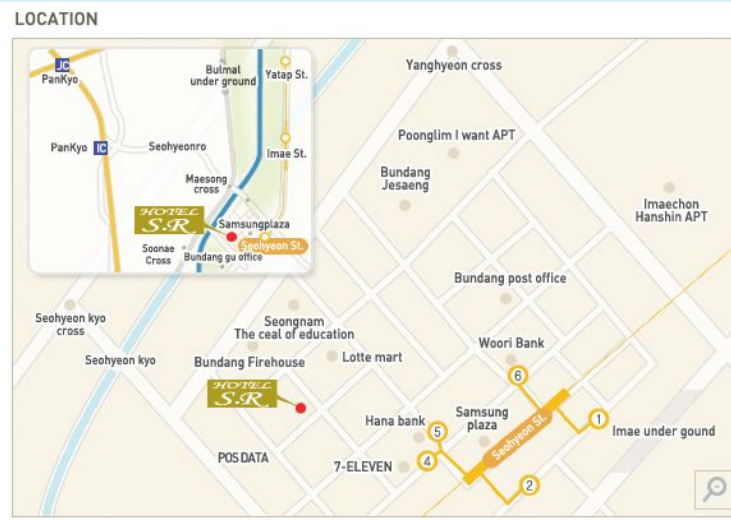 LOCATION
JC
PanKyo
Bulmal
under ground
Yatap St.
PanKyo IC
Seohyeonro
Imae St.
Maesong
cross
HOTEL
S.R.
Samsungplaza
Seohyeon St.
Soonae
Cross
Bundang gu office
Yanghyeon cross
Poonglim I want APT
Bundang
Jesaeng
Imaechon
Hanshin APT
Bundang post office
Seohyeon kyo
cross
Seongnam
The ceal of education
Woori Bank
Seohyeon kyo
Bundang Firehouse
Lotte mart
6
HOTEL
S.R.
Hana bank
Samsung
plaza
Seohyeon St.
1
Imae under gound
5
4
POSDATA
7-ELEVEN
2